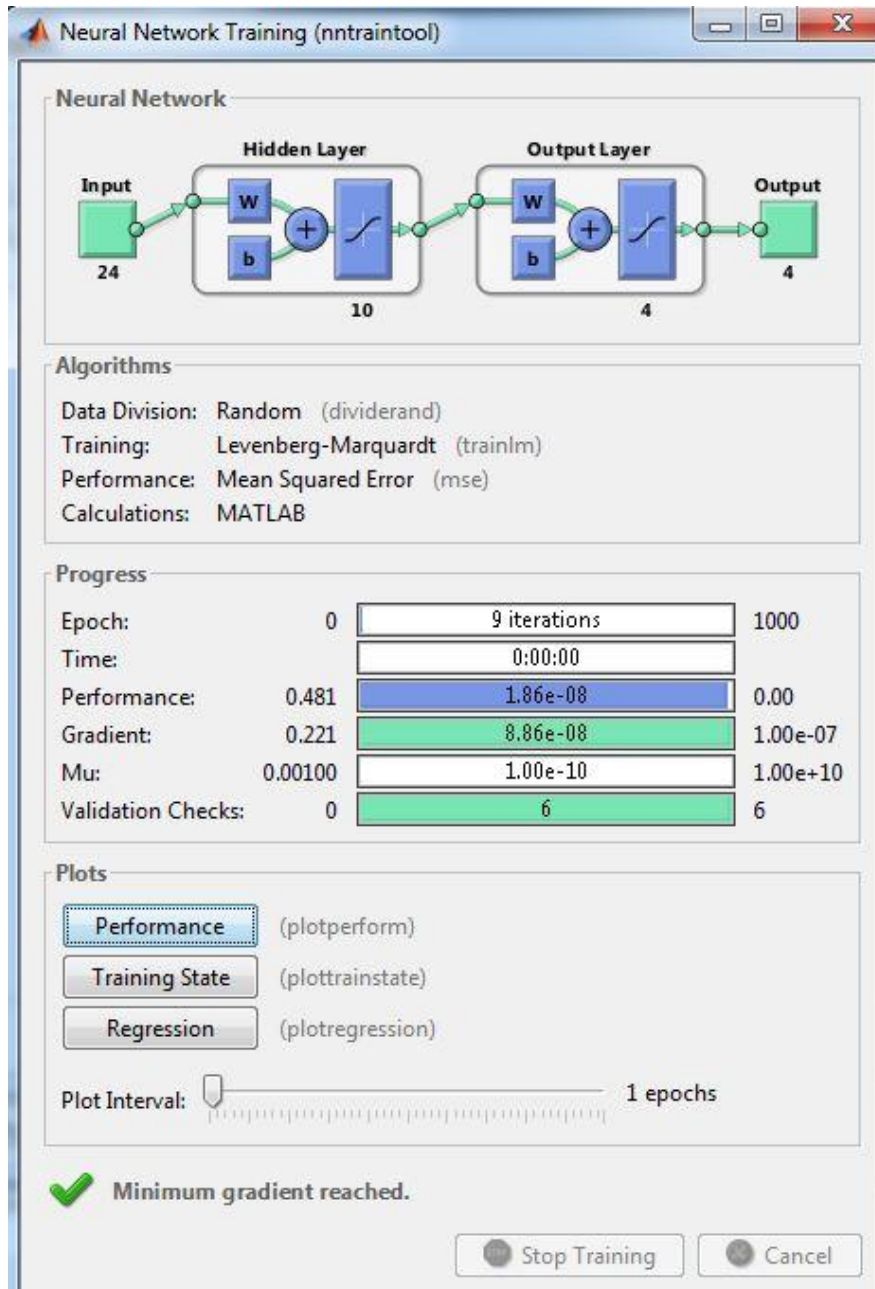 Neural Network Training (nntraintool)
Neural Network
Hidden Layer
Output Layer
Input
Output
W
b
+
W
b
+
24
10
4
4
Algorithms
Data Division: Random (dividerand)
Training: Levenberg-Marquardt (trainlm)
Performance: Mean Squared Error (mse)
Calculations: MATLAB
Progress
Epoch: 0 9 iterations 1000
Time: 0:00:00
Performance: 0.481 1.86e-08 0.00
Gradient: 0.221 8.86e-08 1.00e-07
Mu: 0.00100 1.00e-10 1.00e+10
Validation Checks: 0 6 6
Plots
Performance (plotperform)
Training State (plottrainstate)
Regression (plotregression)
Plot Interval: 1 epochs
Minimum gradient reached.
Stop Training Cancel